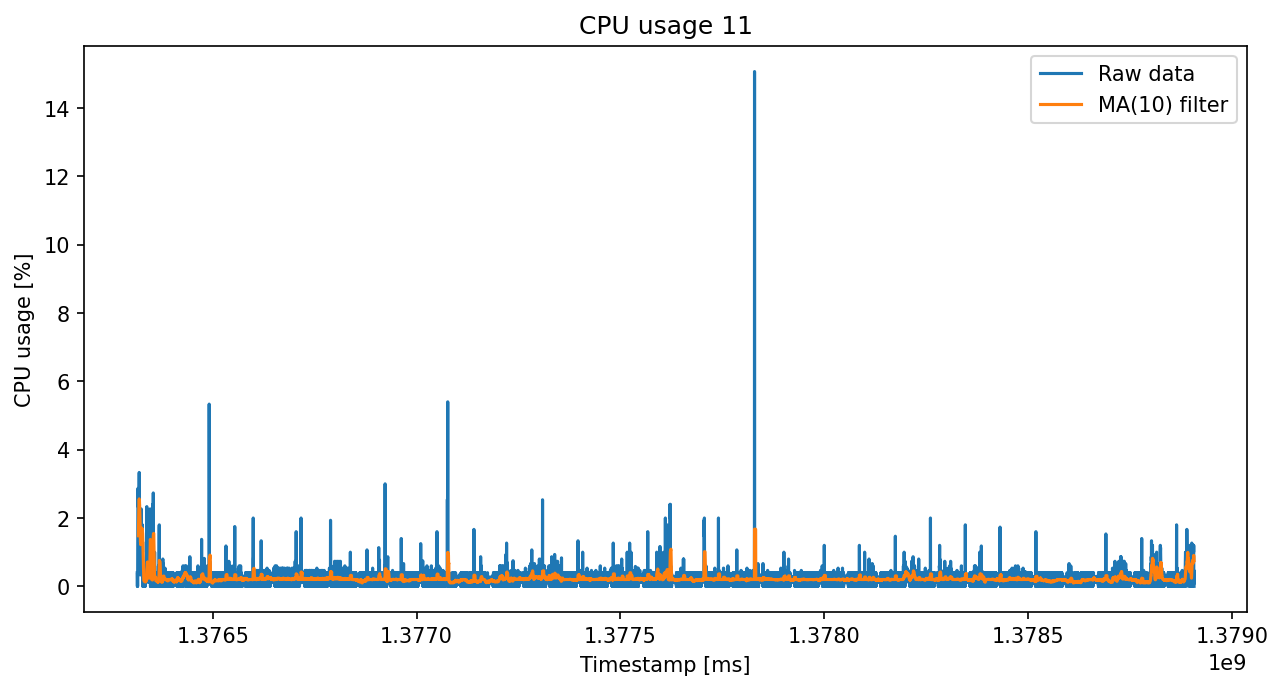 CPU usage 11
Raw data
MA(10) filter
CPU usage [%]
14
12
10
8
6
4
2
0
1.3765 1.3770 1.3775 1.3780 1.3785 1.3790
1e9
Timestamp [ms]